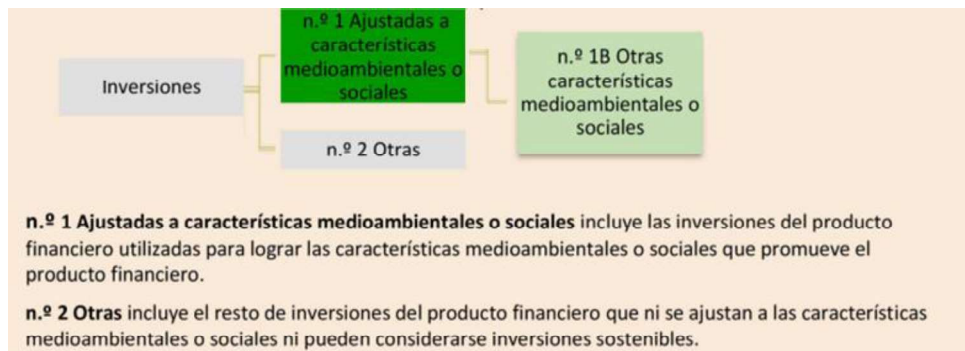 n.º 1 Ajustadas a
características
medioambientales o
sociales
Inversiones
n.º 1B Otras
características
medioambientales o
sociales
n.º 2 Otras
n.º 1 Ajustadas a características medioambientales o sociales incluye las inversiones del producto
financiero utilizadas para lograr las características medioambientales o sociales que promueve el
producto financiero.
n.º 2 Otras incluye el resto de inversiones del producto financiero que ni se ajustan a las características
medioambientales o sociales ni pueden considerarse inversiones sostenibles.